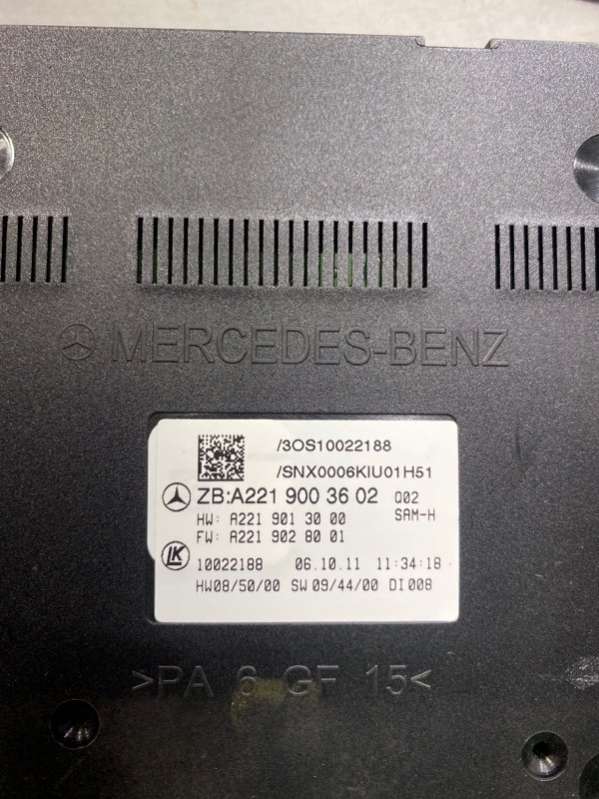 MERCEDES-BENZ
/3OS10022188
/SNX0006KIU01H51
ZB:A221 900 36 02 002
HW: A221 901 30 00 SAM-H
FW: A221 902 80 01
LK
10022188 06.10.11 11:34:18
HW08/50/00 SW 09/44/00 DI008
>PA 6 GF 15<